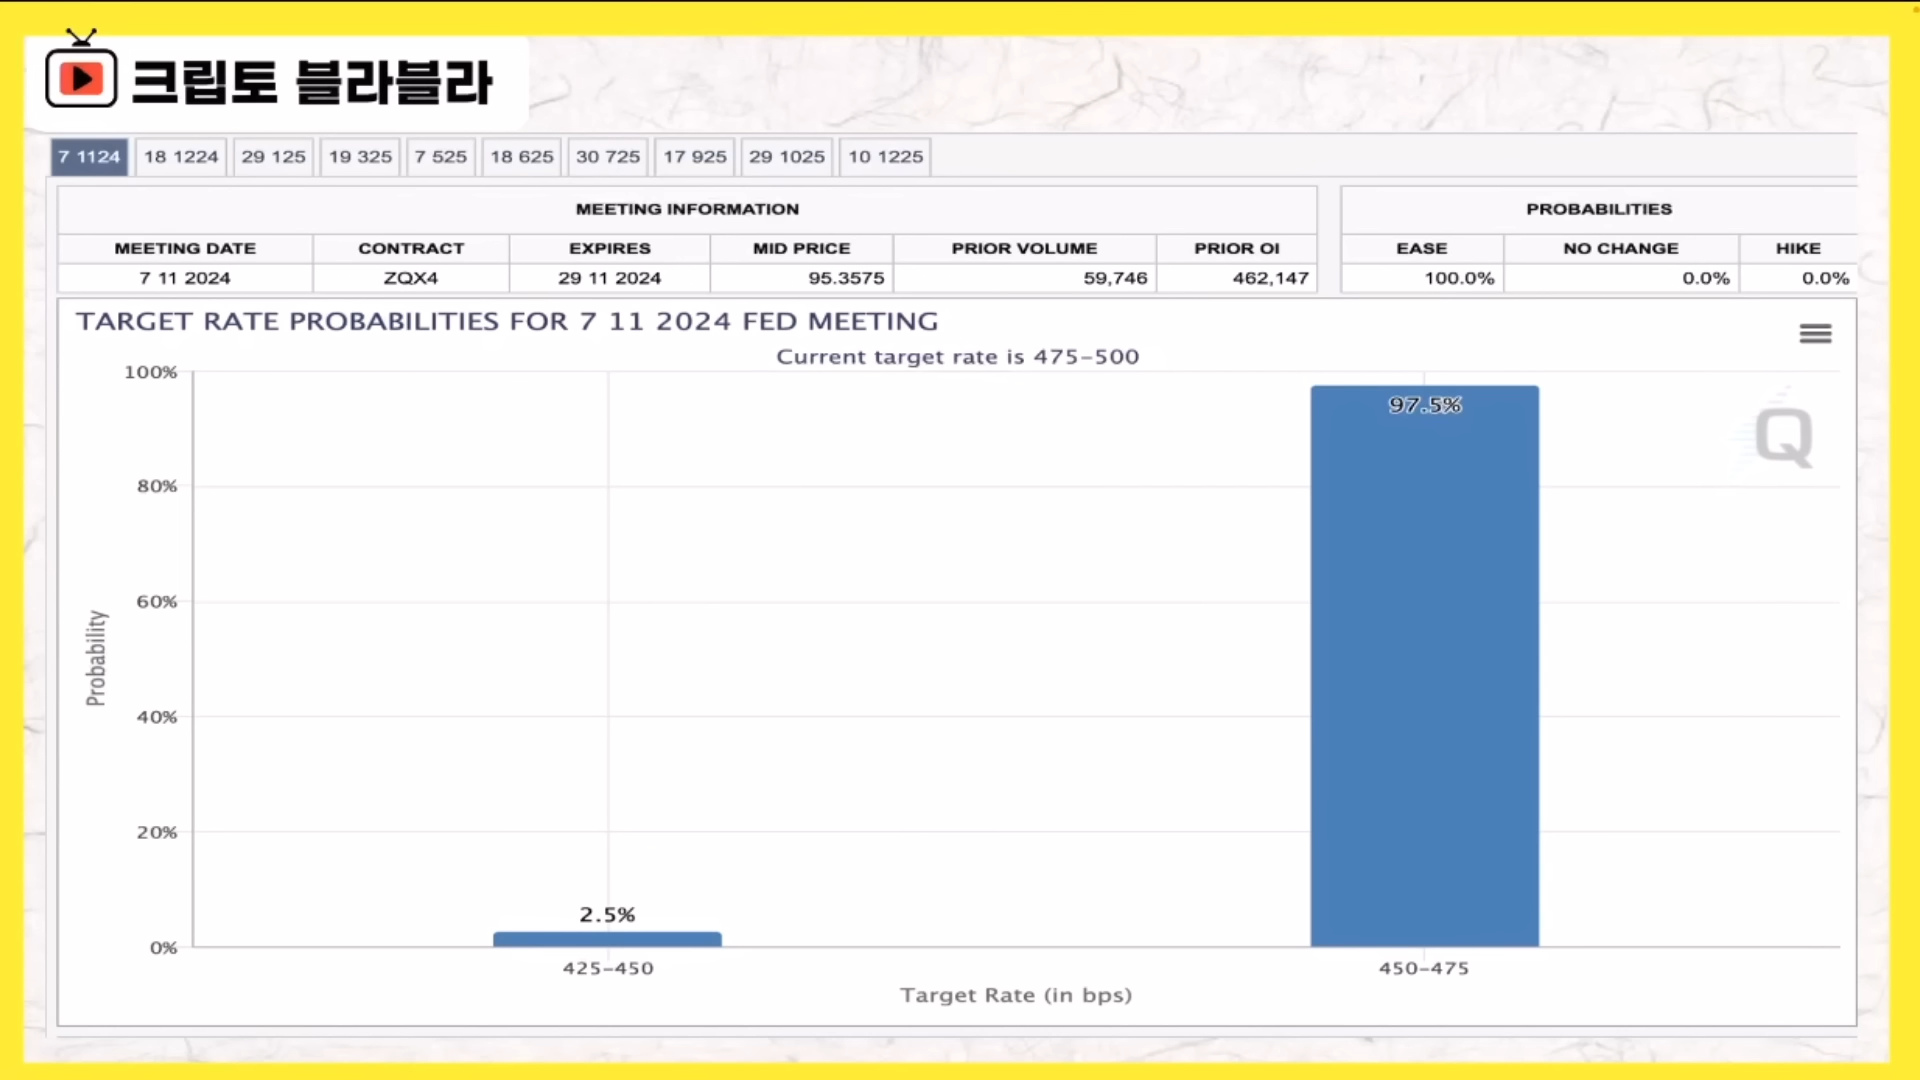 크립토 블라블라
7 1124 18 1224 29 125 19 325 7 525 18 625 30 725 17 925 29 1025 10 1225
MEETING INFORMATION PROBABILITIES
MEETING DATE CONTRACT EXPIRES MID PRICE PRIOR VOLUME PRIOR OI EASE NO CHANGE HIKE
7 11 2024 ZQX4 29 11 2024 95.3575 59,746 462,147 100.0% 0.0% 0.0%
TARGET RATE PROBABILITIES FOR 7 11 2024 FED MEETING
Current target rate is 475–500
100%
97.5%
Q
80%
60%
Probability
40%
20%
2.5%
0%
425–450 450–475
Target Rate (in bps)